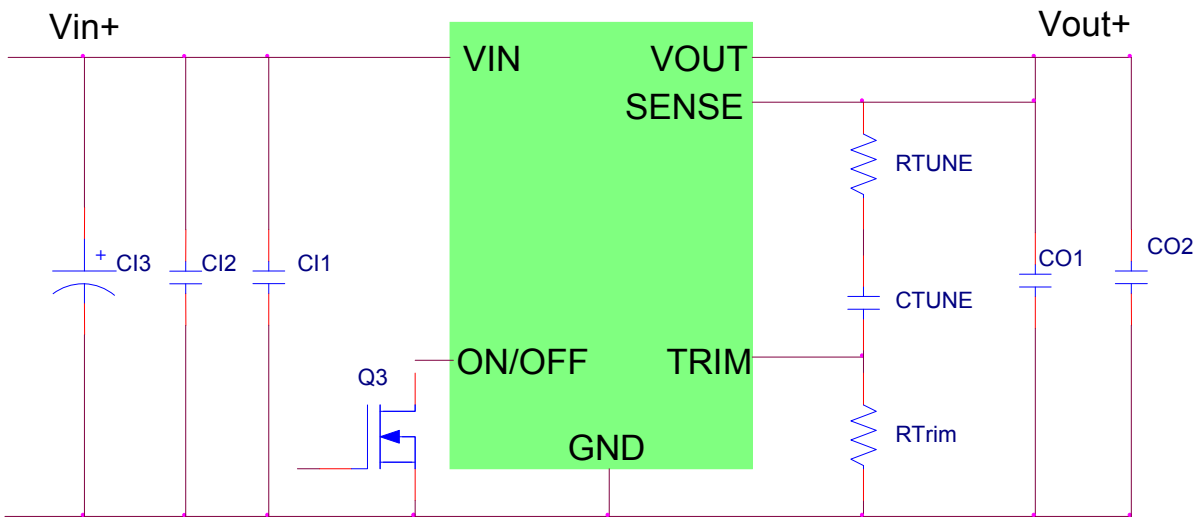 Vin+
Vout+
VIN
VOUT
SENSE
RTUNE
+
CI3
CI2
CI1
CO1
CO2
CTUNE
ON/OFF
TRIM
Q3
RTrim
GND